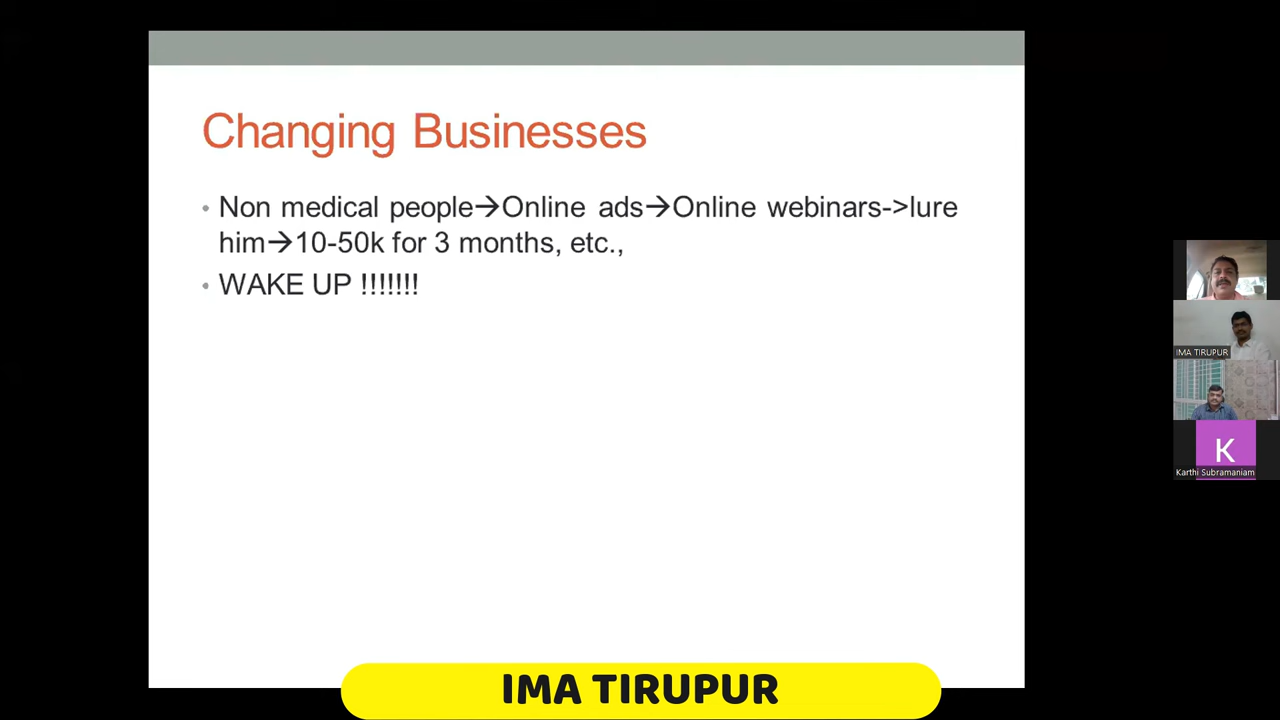 Changing Businesses
• Non medical people→Online ads→Online webinars->lure
him→10-50k for 3 months, etc.,
• WAKE UP !!!!!!!
IMA TIRUPUR
K
Karthi Subramaniam
IMA TIRUPUR